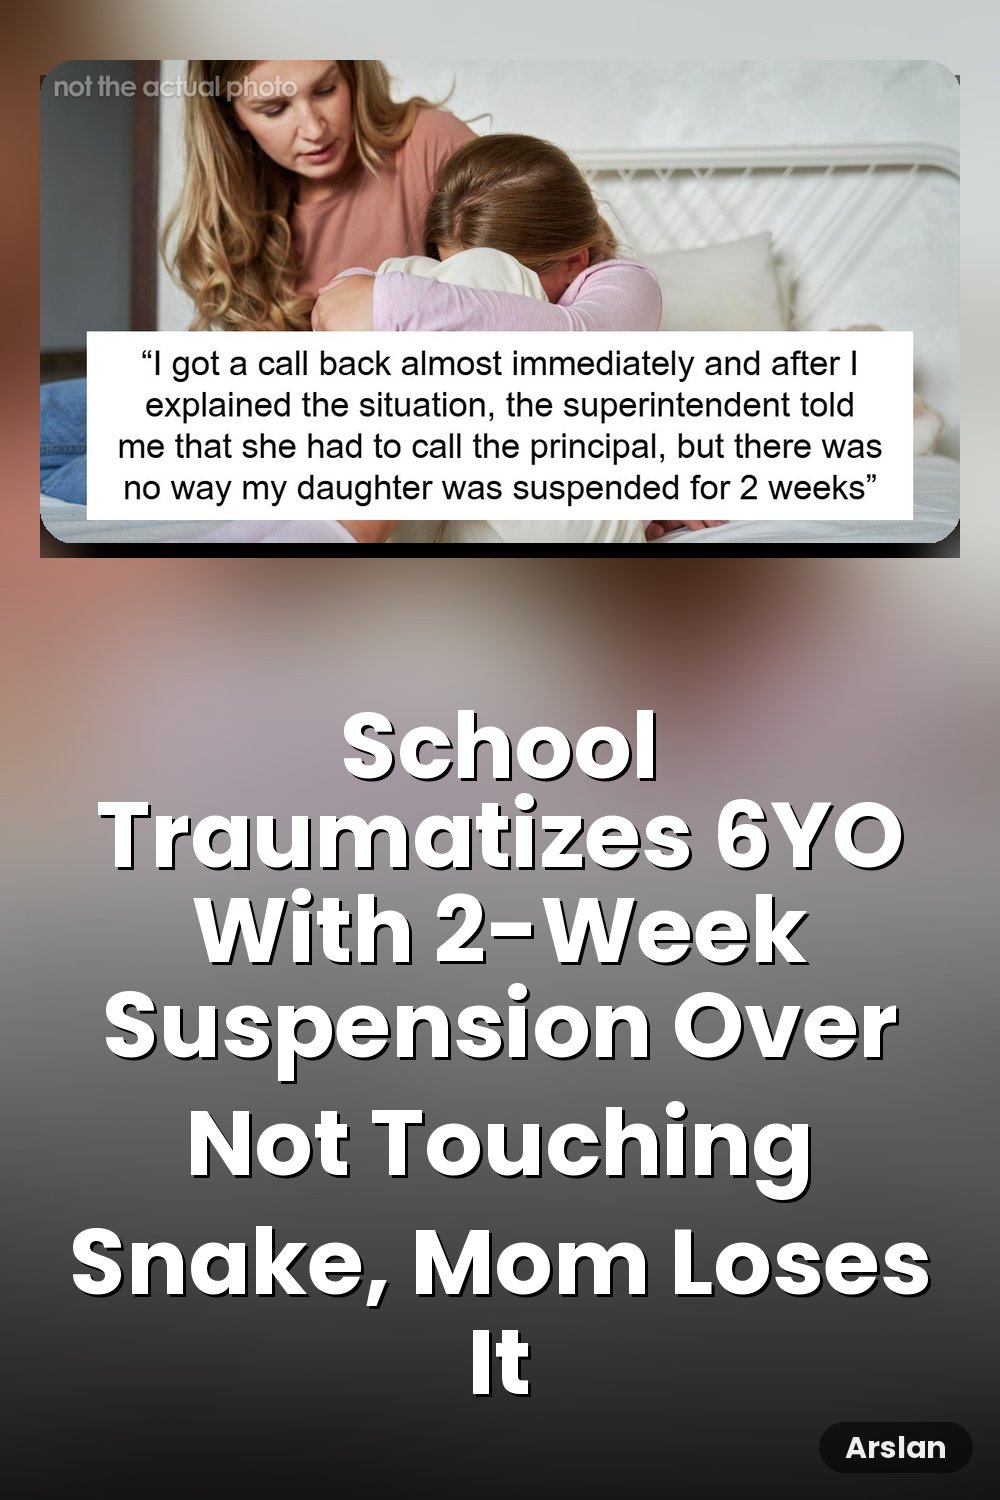 not the actual photo
“I got a call back almost immediately and after I
explained the situation, the superintendent told
me that she had to call the principal, but there was
no way my daughter was suspended for 2 weeks”
School
Traumatizes 6YO
With 2-Week
Suspension Over
Not Touching
Snake, Mom Loses
It
Arslan